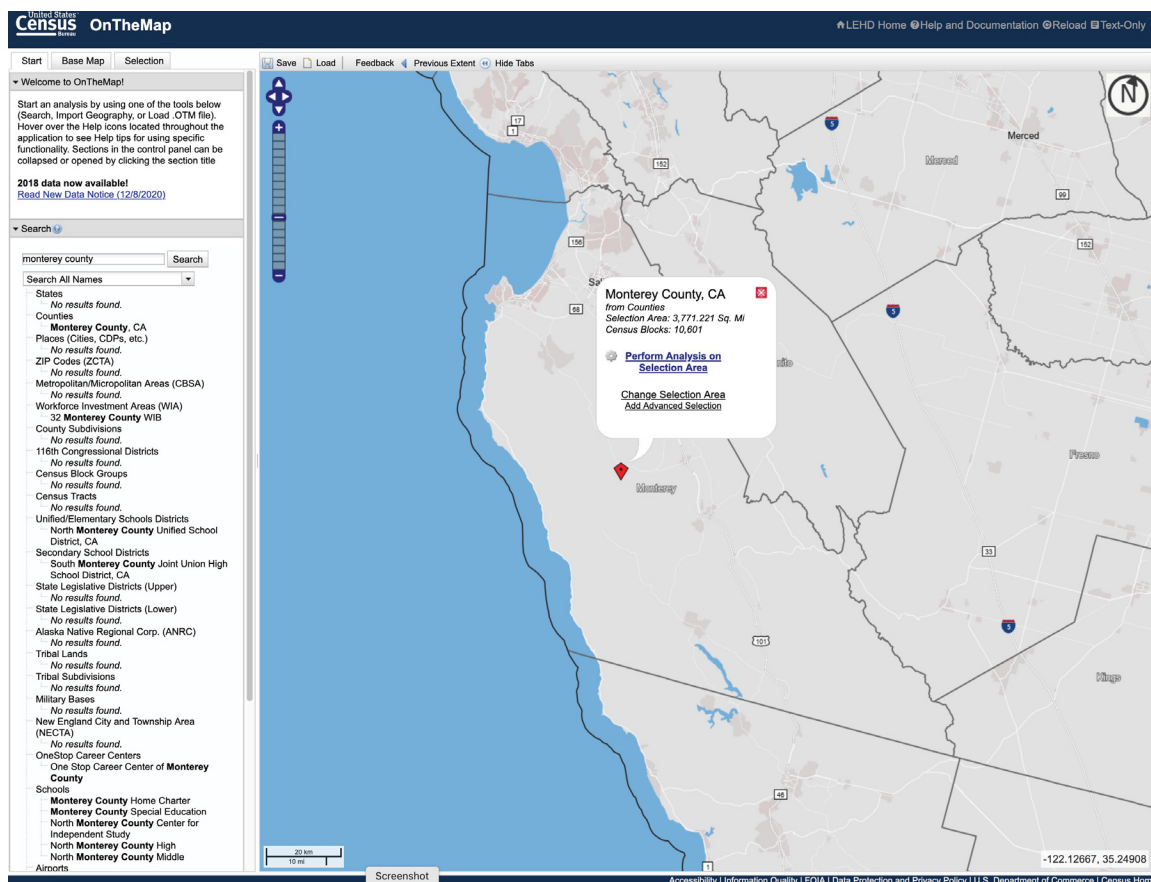 United States
Census
Bureau
OnTheMap
LEHD Home Help and Documentation Reload Text-Only
Start Base Map Selection
Save Load Feedback Previous Extent Hide Tabs
Welcome to OnTheMap!
Start an analysis by using one of the tools below
(Search, Import Geography, or Load .OTM file).
Hover over the Help icons located throughout the
application to see Help tips for using specific
functionality. Sections in the control panel can be
collapsed or opened by clicking the section title
2018 data now available!
Read New Data Notice (12/8/2020)
Search
monterey county Search
Search All Names
States
No results found.
Counties
Monterey County, CA
Places (Cities, CDPs, etc.)
No results found.
ZIP Codes (ZCTA)
No results found.
Metropolitan/Micropolitan Areas (CBSA)
No results found.
Workforce Investment Areas (WIA)
32 Monterey County WIB
County Subdivisions
No results found.
116th Congressional Districts
No results found.
Census Block Groups
No results found.
Census Tracts
No results found.
Unified/Elementary Schools Districts
North Monterey County Unified School
District, CA
Secondary School Districts
South Monterey County Joint Union High
School District, CA
State Legislative Districts (Upper)
No results found.
State Legislative Districts (Lower)
No results found.
Alaska Native Regional Corp. (ANRC)
No results found.
Tribal Lands
No results found.
Tribal Subdivisions
No results found.
Military Bases
No results found.
New England City and Township Area
(NECTA)
No results found.
OneStop Career Centers
One Stop Career Center of Monterey
County
Schools
Monterey County Home Charter
Monterey County Special Education
North Monterey County Center for
Independent Study
North Monterey County High
North Monterey County Middle
Airports
N
17
1
5
Merced
152
Merced
99
156
152
Sal
68
5
Monterey County, CA
from Counties
Selection Area: 3,771.221 Sq. Mi
Census Blocks: 10,601
Perform Analysis on
Selection Area
Change Selection Area
Add Advanced Selection
nito
Fresno
Monterey
33
5
101
Kings
46
1
20 km
10 mi
-122.12667, 35.24908
Screenshot
Accessibility | Information Quality | FOIA | Data Protection and Privacy Policy | U.S. Department of Commerce | Census Hom